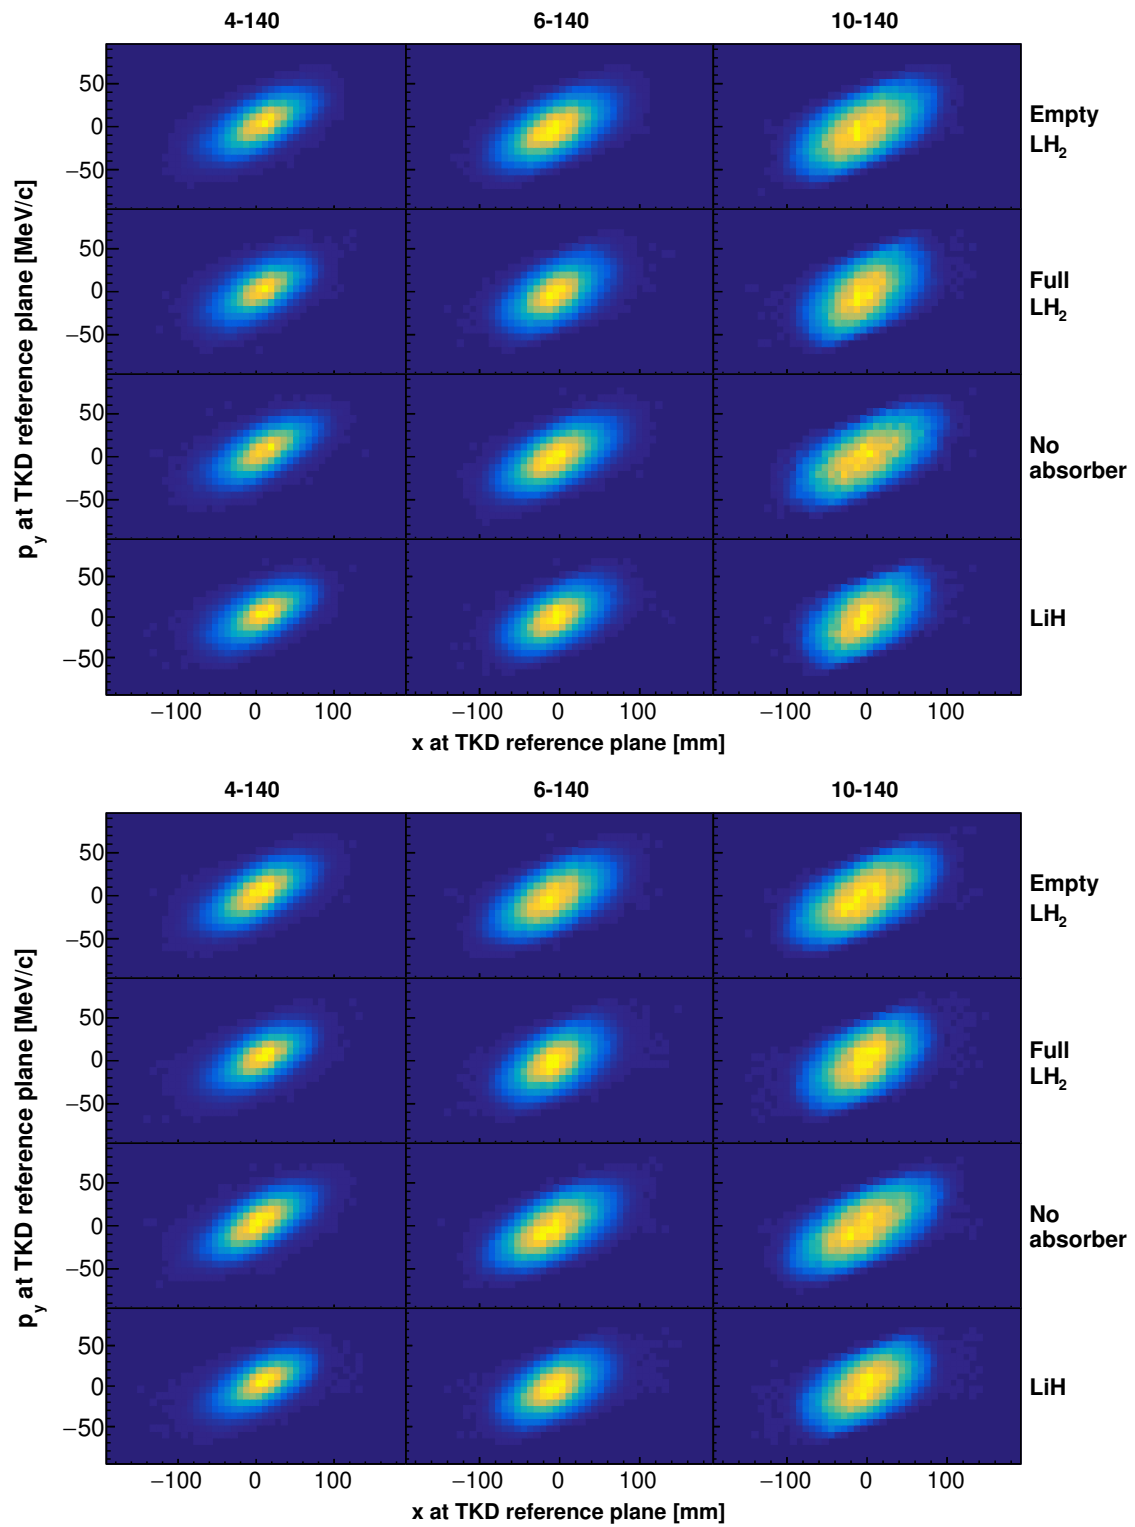 4-140 6-140 10-140
50
0
−50
Empty
LH2
50
0
−50
Full
LH2
50
0
−50
No
absorber
50
0
−50
LiH
py at TKD reference plane [MeV/c]
−100 0 100 −100 0 100 −100 0 100
x at TKD reference plane [mm]
4-140 6-140 10-140
50
0
−50
Empty
LH2
50
0
−50
Full
LH2
50
0
−50
No
absorber
50
0
−50
LiH
py at TKD reference plane [MeV/c]
−100 0 100 −100 0 100 −100 0 100
x at TKD reference plane [mm]